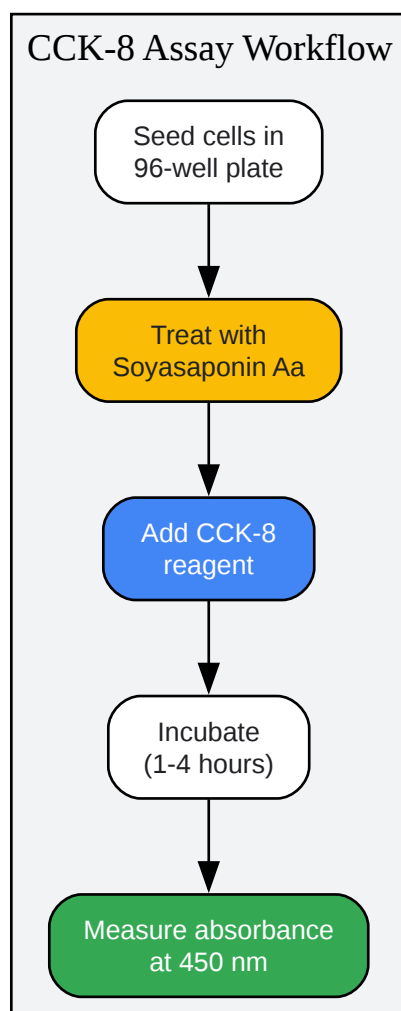 CCK-8 Assay Workflow
Seed cells in
96-well plate
Treat with
Soyasaponin Aa
Add CCK-8
reagent
Incubate
(1-4 hours)
Measure absorbance
at 450 nm